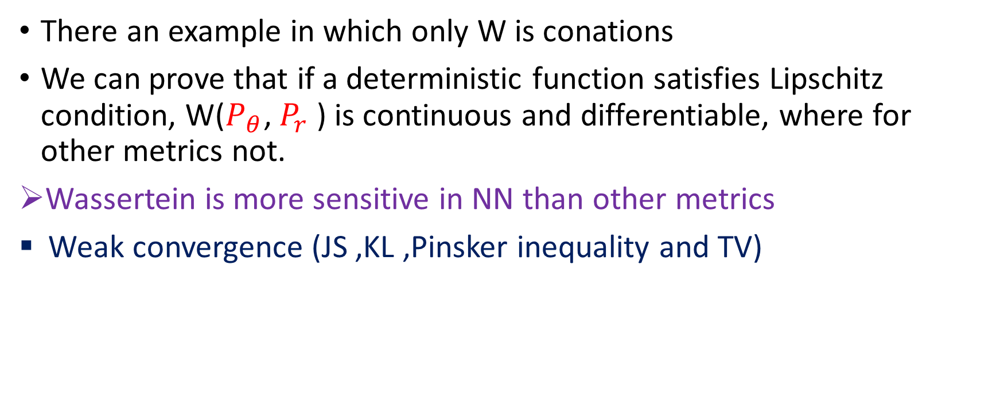 • There an example in which only W is conations
• We can prove that if a deterministic function satisfies Lipschitz
condition, W(P_θ, P_r ) is continuous and differentiable, where for
other metrics not.
➢Wassertein is more sensitive in NN than other metrics
▪ Weak convergence (JS ,KL ,Pinsker inequality and TV)